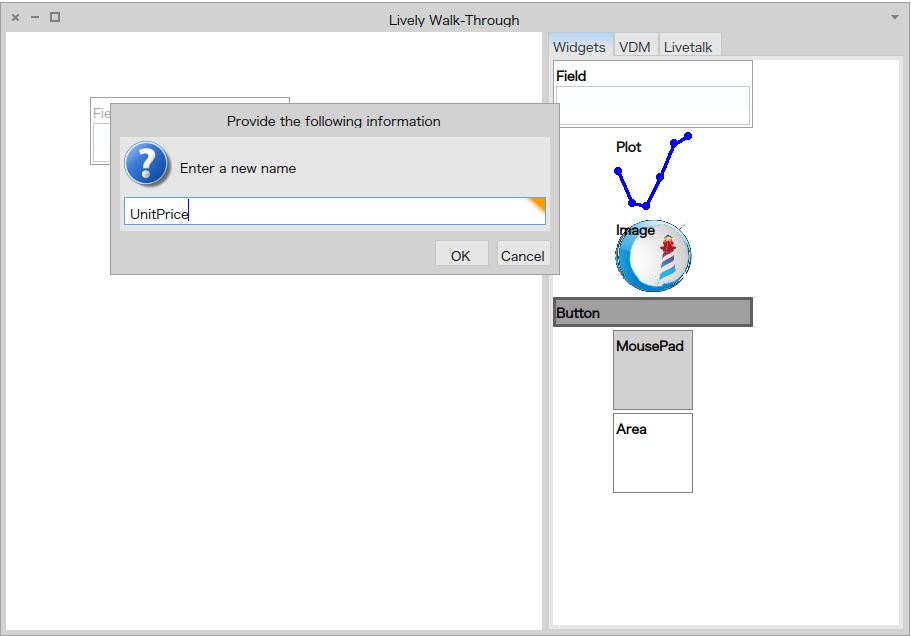 Lively Walk-Through
Widgets VDM Livetalk
Field
Fie
Provide the following information
Enter a new name
UnitPrice
OK Cancel
Plot
Image
Button
MousePad
Area